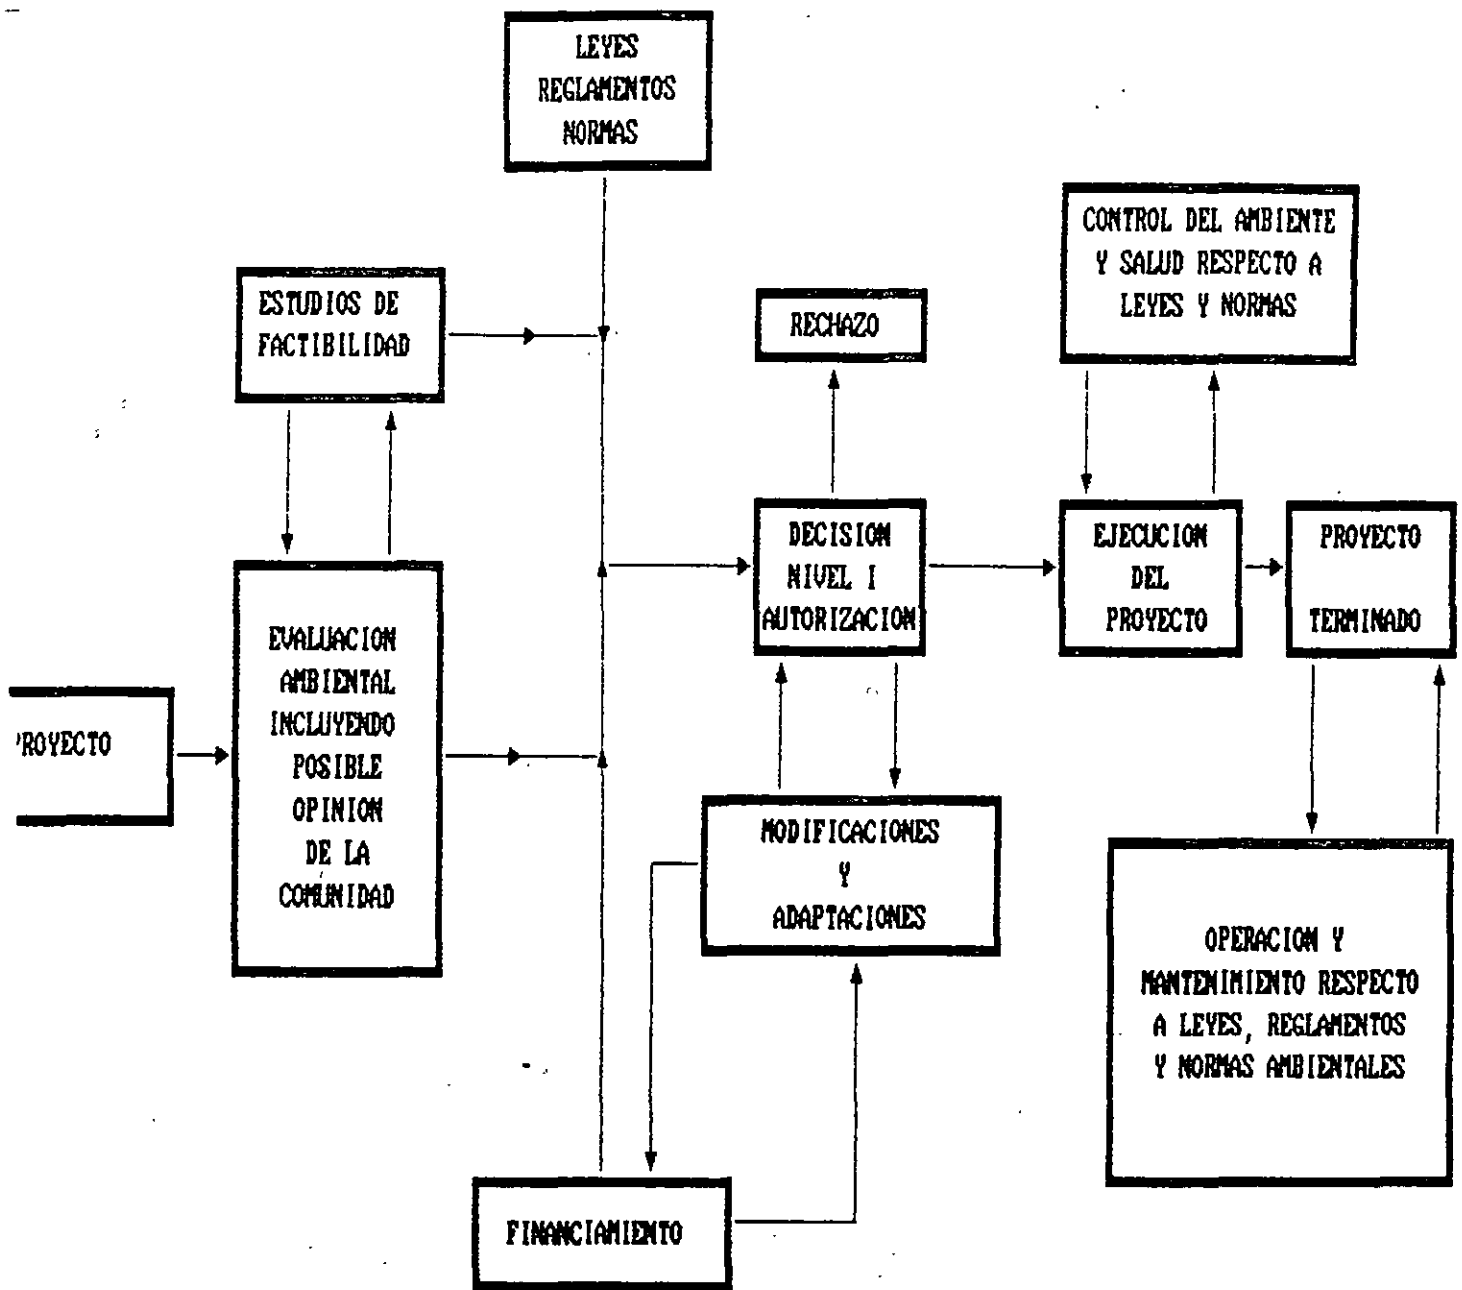 LEYES
REGLAMENTOS
NORMAS
CONTROL DEL AMBIENTE
Y SALUD RESPECTO A
LEYES Y NORMAS
ESTUDIOS DE
FACTIBILIDAD
RECHAZO
DECISION
NIVEL I
AUTORIZACION
EJECUCION
DEL
PROYECTO
PROYECTO
TERMINADO
EVALUACION
AMBIENTAL
INCLUYENDO
POSIBLE
OPINION
DE LA
COMUNIDAD
'ROYECTO
MODIFICACIONES
Y
ADAPTACIONES
OPERACION Y
MANTENIMIENTO RESPECTO
A LEYES, REGLAMENTOS
Y NORMAS AMBIENTALES
FINANCIAMIENTO